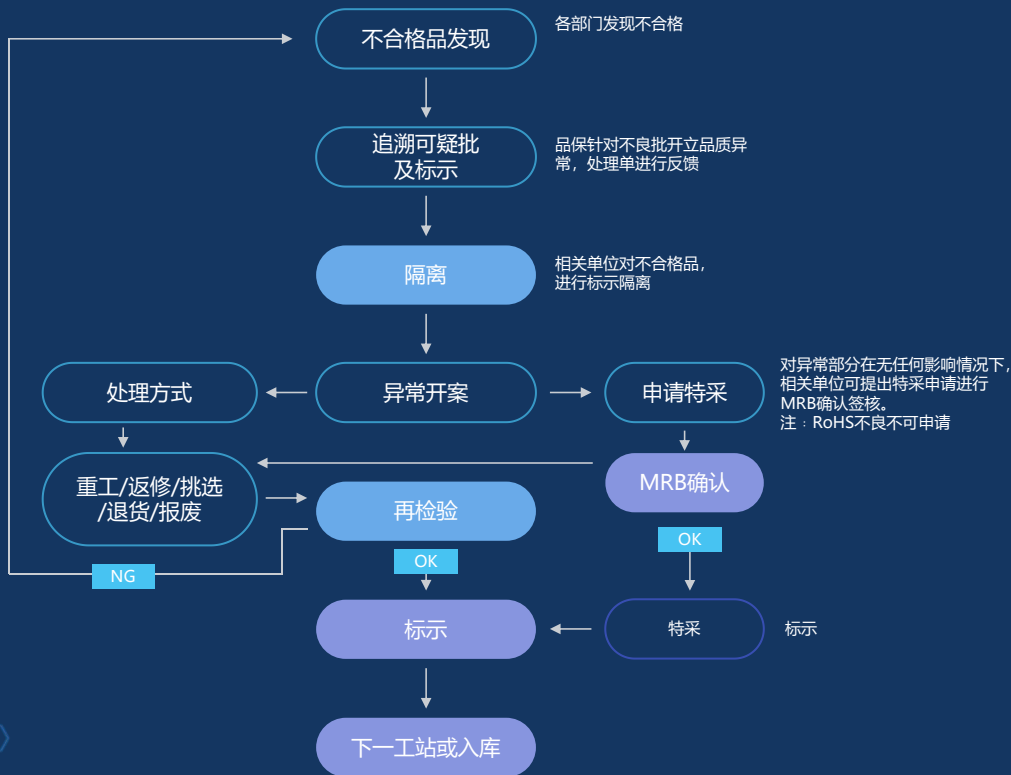 不合格品发现
各部门发现不合格
追溯可疑批
及标示
品保针对不良批开立品质异
常，处理单进行反馈
隔离
相关单位对不合格品，
进行标示隔离
处理方式
异常开案
申请特采
对异常部分在无任何影响情况下，
相关单位可提出特采申请进行
MRB确认签核。
注：RoHS不良不可申请
重工/返修/挑选
/退货/报废
再检验
MRB确认
OK
OK
NG
标示
特采
标示
下一工站或入库